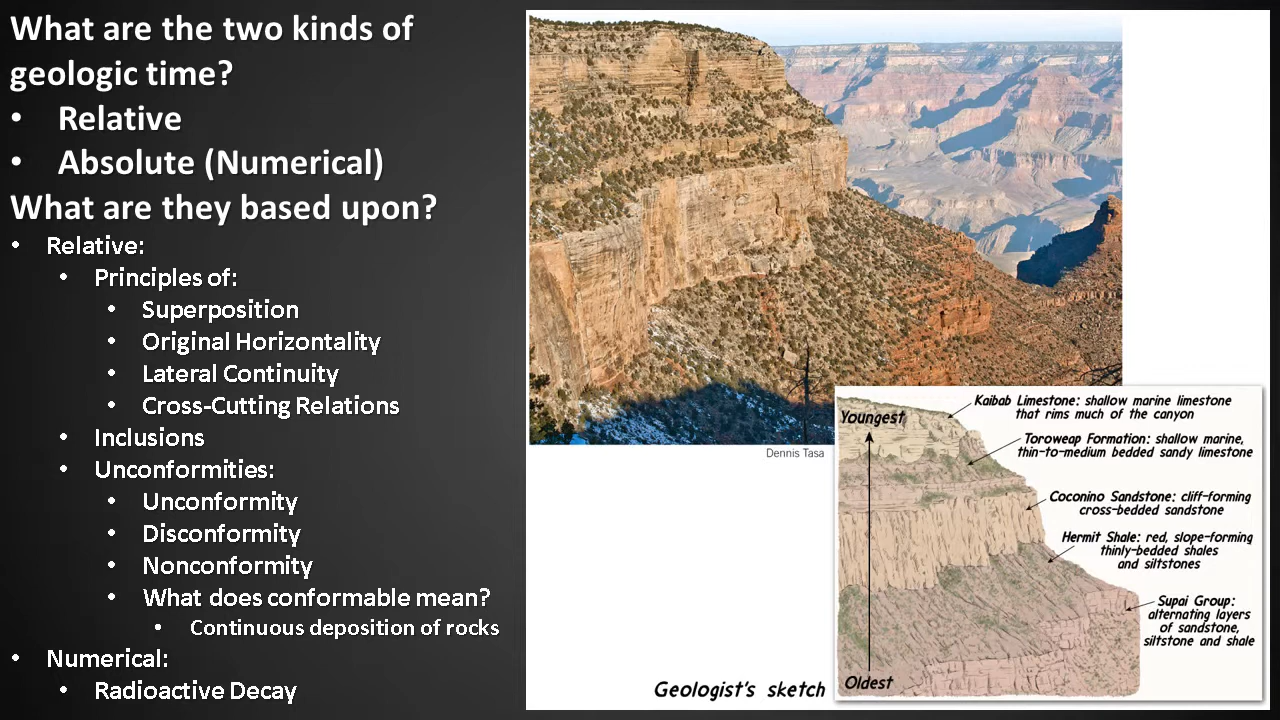 What are the two kinds of
geologic time?
• Relative
• Absolute (Numerical)
What are they based upon?
• Relative:
• Principles of:
• Superposition
• Original Horizontality
• Lateral Continuity
• Cross-Cutting Relations
• Inclusions
• Unconformities:
• Unconformity
• Disconformity
• Nonconformity
• What does conformable mean?
• Continuous deposition of rocks
• Numerical:
• Radioactive Decay
Dennis Tasa
Youngest
Kaibab Limestone: shallow marine limestone
that rims much of the canyon
Toroweap Formation: shallow marine,
thin-to-medium bedded sandy limestone
Coconino Sandstone: cliff-forming
cross-bedded sandstone
Hermit Shale: red, slope-forming
thinly-bedded shales
and siltstones
Supai Group:
alternating layers
of sandstone,
siltstone and shale
Oldest
Geologist's sketch